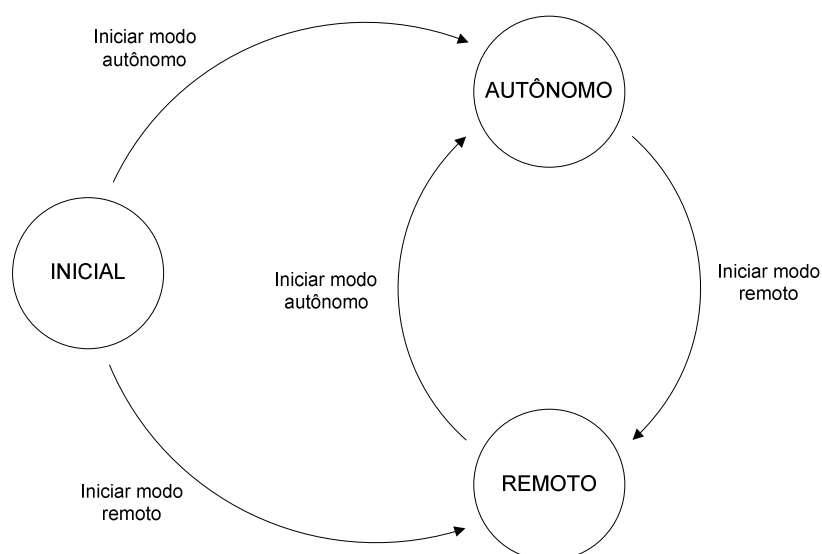 Iniciar modo
autônomo
AUTÔNOMO
INICIAL
Iniciar modo
autônomo
Iniciar modo
remoto
Iniciar modo
remoto
REMOTO